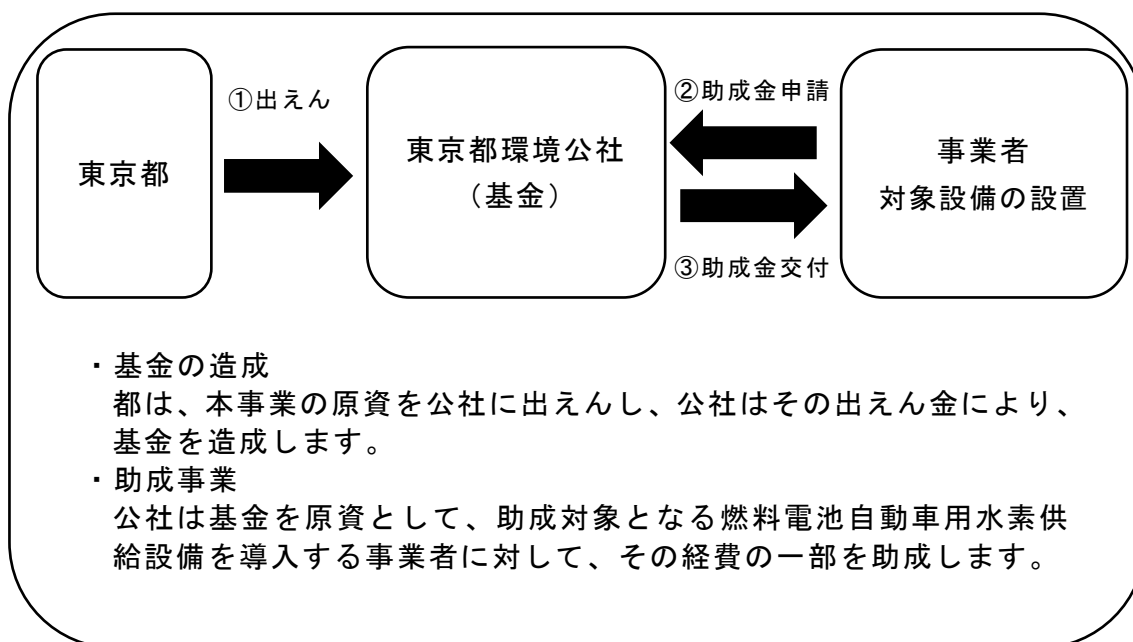 東京都
①出えん
東京都環境公社
（基金）
②助成金申請
③助成金交付
事業者
対象設備の設置
・基金の造成
都は、本事業の原資を公社に出えんし、公社はその出えん金により、
基金を造成します。
・助成事業
公社は基金を原資として、助成対象となる燃料電池自動車用水素供
給設備を導入する事業者に対して、その経費の一部を助成します。